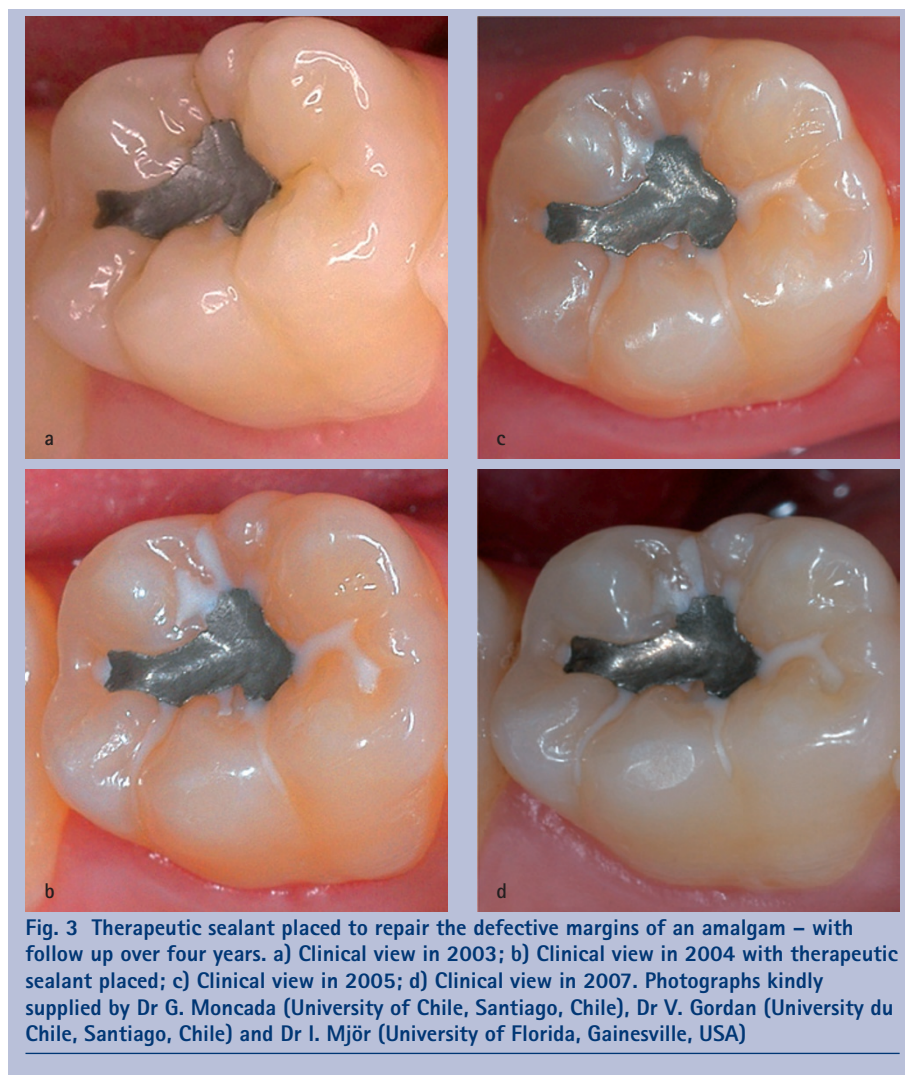 a
c
b
d
Fig. 3 Therapeutic sealant placed to repair the defective margins of an amalgam – with
follow up over four years. a) Clinical view in 2003; b) Clinical view in 2004 with therapeutic
sealant placed; c) Clinical view in 2005; d) Clinical view in 2007. Photographs kindly
supplied by Dr G. Moncada (University of Chile, Santiago, Chile), Dr V. Gordan (University du
Chile, Santiago, Chile) and Dr I. Mjör (University of Florida, Gainesville, USA)